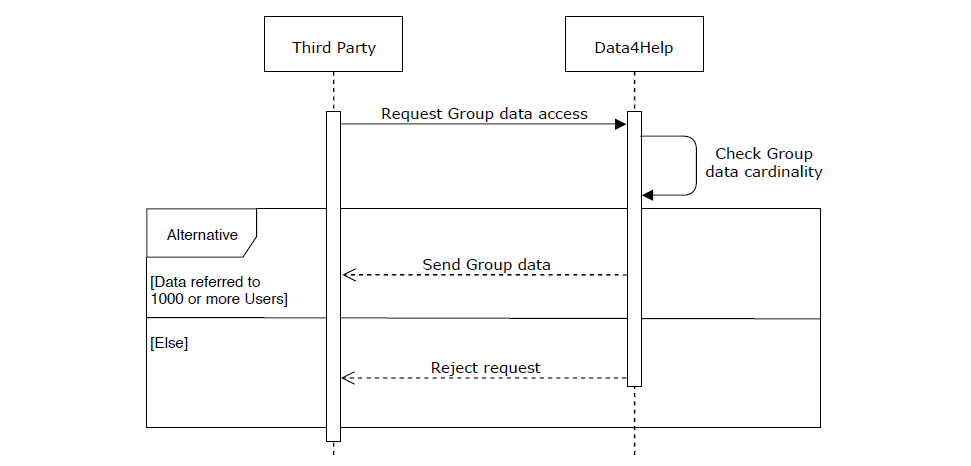 Third Party
Data4Help
Request Group data access
Check Group
data cardinality
Alternative
Send Group data
[Data referred to
1000 or more Users]
[Else]
Reject request